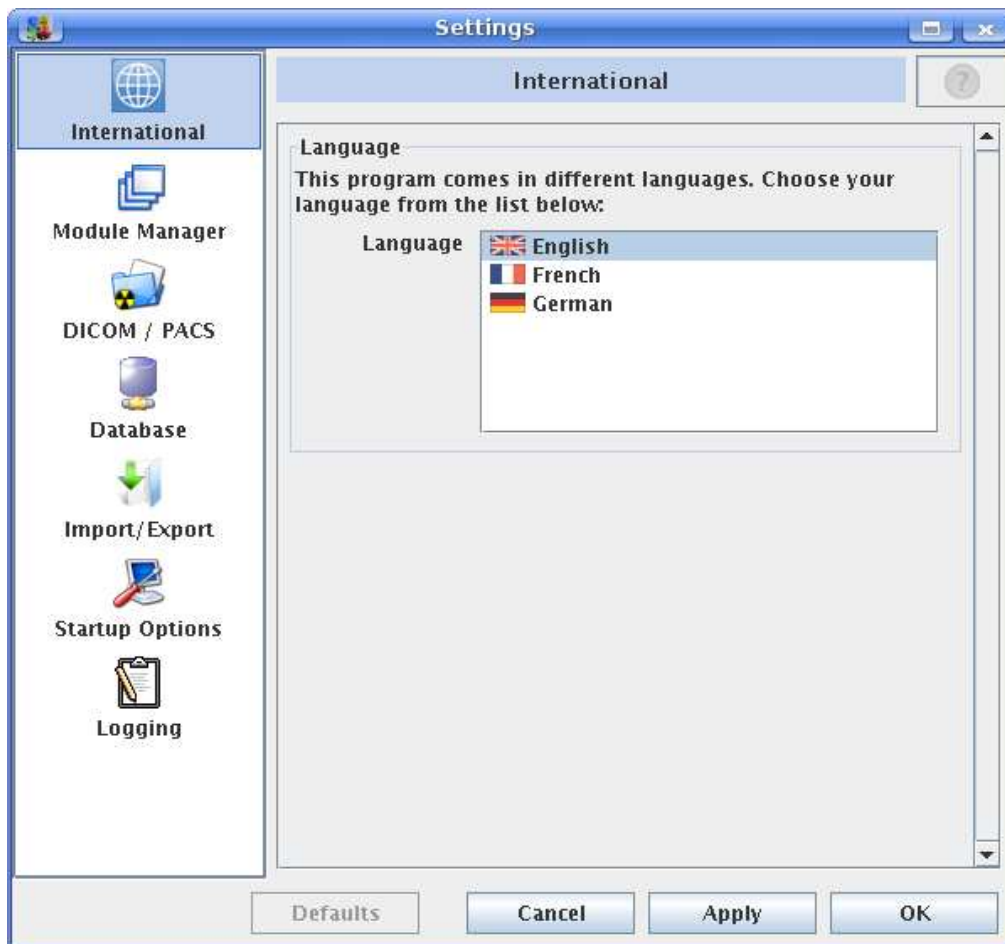 Settings
International
Module Manager
DICOM / PACS
Database
Import/Export
Startup Options
Logging
International
?
Language
This program comes in different languages. Choose your
language from the list below:
Language
English
French
German
Defaults
Cancel
Apply
OK